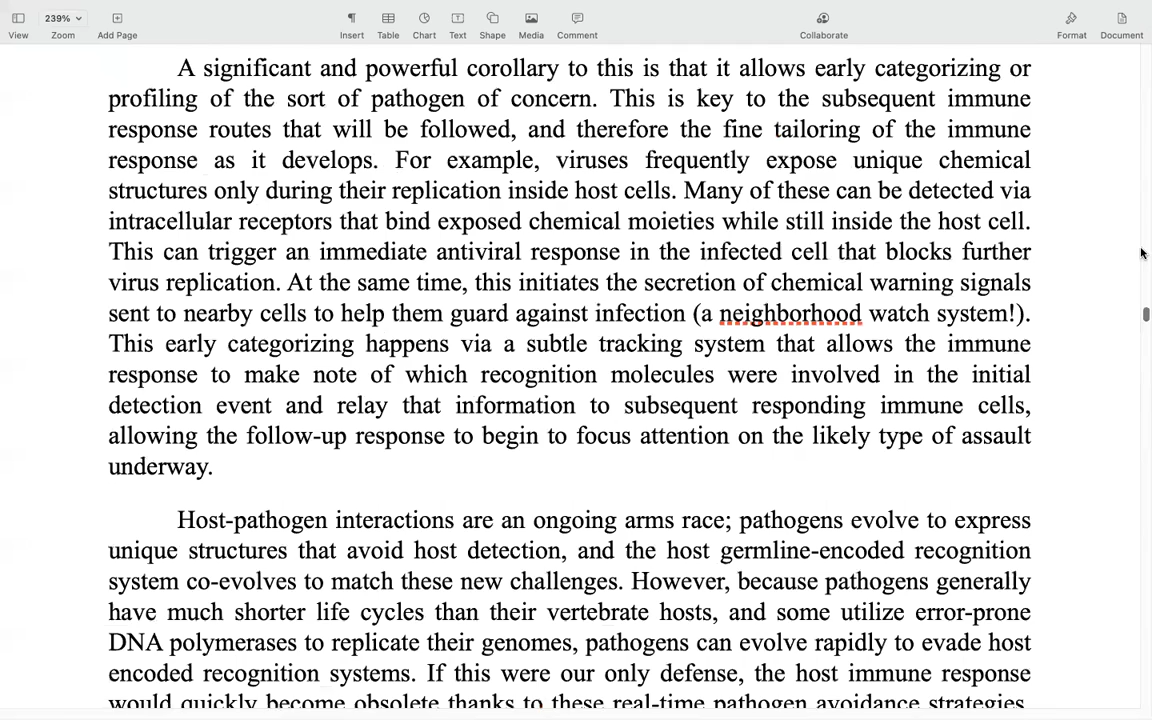 239%
View
Zoom
Add Page
Insert
Table
Chart
Text
Shape
Media
Comment
Collaborate
Format
Document
A significant and powerful corollary to this is that it allows early categorizing or
profiling of the sort of pathogen of concern. This is key to the subsequent immune
response routes that will be followed, and therefore the fine tailoring of the immune
response as it develops. For example, viruses frequently expose unique chemical
structures only during their replication inside host cells. Many of these can be detected via
intracellular receptors that bind exposed chemical moieties while still inside the host cell.
This can trigger an immediate antiviral response in the infected cell that blocks further
virus replication. At the same time, this initiates the secretion of chemical warning signals
sent to nearby cells to help them guard against infection (a neighborhood watch system!).
This early categorizing happens via a subtle tracking system that allows the immune
response to make note of which recognition molecules were involved in the initial
detection event and relay that information to subsequent responding immune cells,
allowing the follow-up response to begin to focus attention on the likely type of assault
underway.
Host-pathogen interactions are an ongoing arms race; pathogens evolve to express
unique structures that avoid host detection, and the host germline-encoded recognition
system co-evolves to match these new challenges. However, because pathogens generally
have much shorter life cycles than their vertebrate hosts, and some utilize error-prone
DNA polymerases to replicate their genomes, pathogens can evolve rapidly to evade host
encoded recognition systems. If this were our only defense, the host immune response
would quickly become obsolete thanks to these real-time pathogen avoidance strategies.